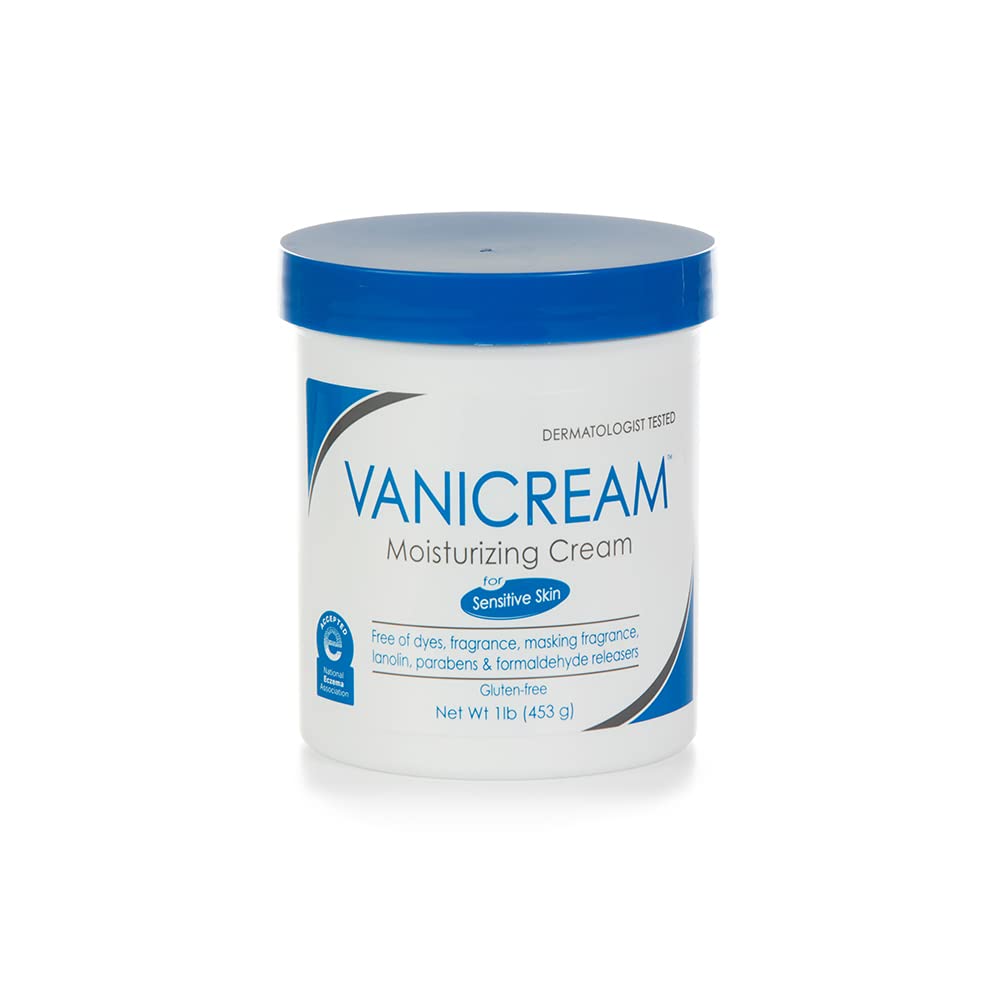 DERMATOLOGIST TESTED
VANICREAM™
Moisturizing Cream
for
Sensitive Skin
Free of dyes, fragrance, masking fragrance,
lanolin, parabens & formaldehyde releasers
Gluten-free
Net Wt 1lb (453 g)
ACCEPTED
e
National
Eczema
Association